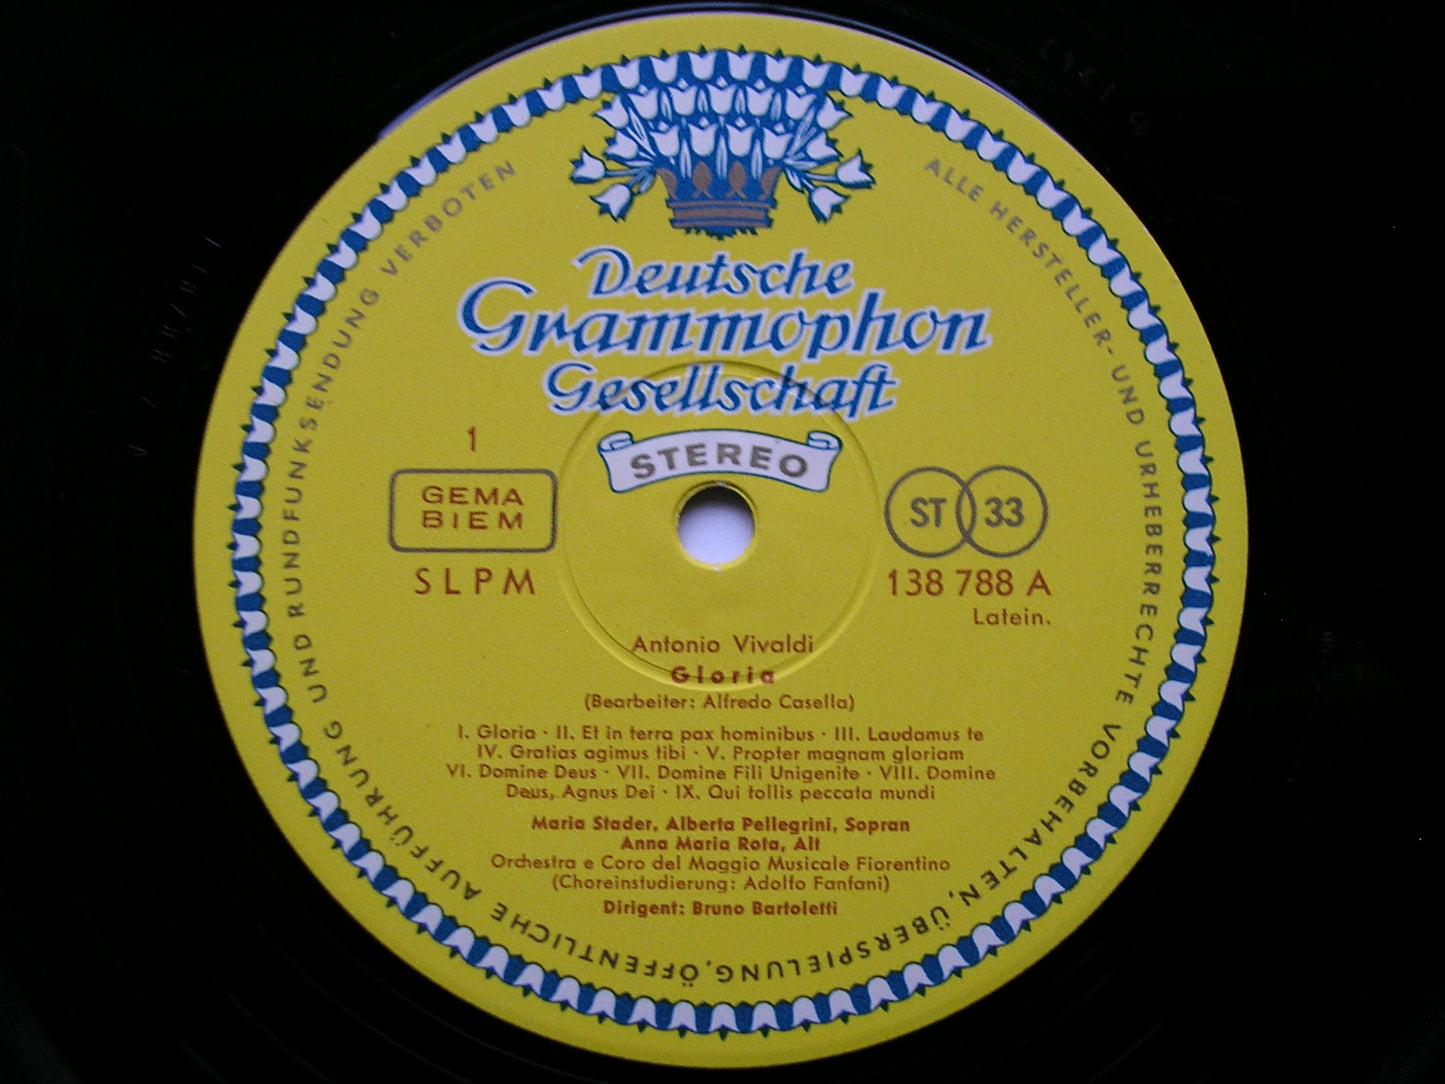 ALLE HERSTELLER- UND URHEBERRECHTE VORBEHALTEN, ÜBERSPIELUNG, ÖFFENTLICHE AUFFÜHRUNG UND RUNDFUNKSENDUNG VERBOTEN
Deutsche
Grammophon
Gesellschaft
STEREO
1
GEMA
BIEM
SLPM
ST 33
138 788 A
Latein.
Antonio Vivaldi
Gloria
(Bearbeiter: Alfredo Casella)
I. Gloria · II. Et in terra pax hominibus · III. Laudamus te
IV. Gratias agimus tibi · V. Propter magnam gloriam
VI. Domine Deus · VII. Domine Fili Unigenite · VIII. Domine
Deus, Agnus Dei · IX. Qui tollis peccata mundi
Maria Stader, Alberta Pellegrini, Sopran
Anna Maria Rota, Alt
Orchestra e Coro del Maggio Musicale Fiorentino
(Choreinstudierung: Adolfo Fanfani)
Dirigent: Bruno Bartoletti